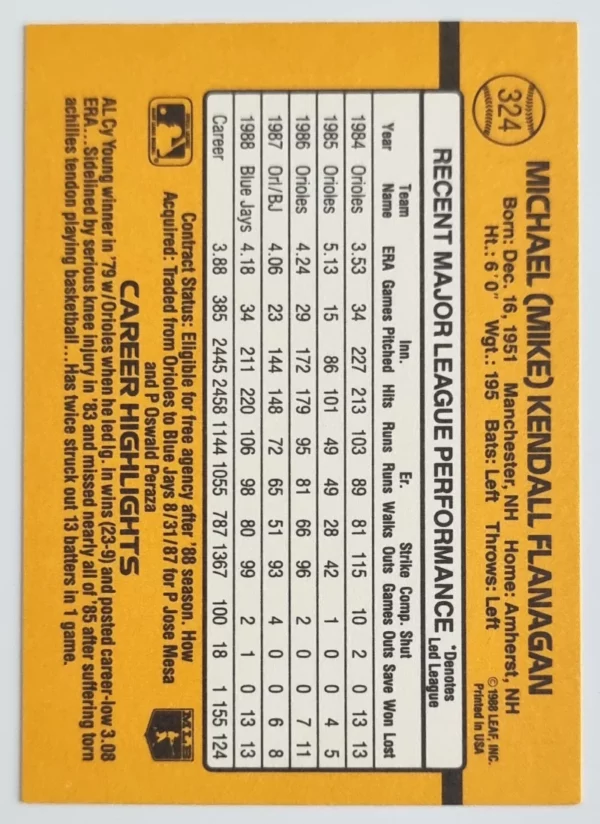 324
MICHAEL (MIKE) KENDALL FLANAGAN
Born: Dec. 16, 1951 Manchester, NH Home: Amherst, NH
Ht.: 6'0" Wgt.: 195 Bats: Left Throws: Left
©1988 LEAF, INC.
Printed in USA
RECENT MAJOR LEAGUE PERFORMANCE
*Denotes
Led League
Team Inn. Er. Strike Comp. Shut
Year Name ERA Games Pitched Hits Runs Runs Walks Outs Games Outs Save Won Lost
1984 Orioles 3.53 34 227 213 103 89 81 115 10 2 0 13 13
1985 Orioles 5.13 15 86 101 49 49 28 42 1 0 0 4 5
1986 Orioles 4.24 29 172 179 95 81 66 96 2 0 0 7 11
1987 Orl/BJ 4.06 23 144 148 72 65 51 93 4 0 0 6 8
1988 Blue Jays 4.18 34 211 220 106 98 80 99 2 1 0 13 13
Career 3.88 385 2445 2458 1144 1055 787 1367 100 18 1 155 124
Contract Status: Eligible for free agency after '88 season. How
Acquired: Traded from Orioles to Blue Jays 8/31/87 for P Jose Mesa
and P Oswald Peraza
CAREER HIGHLIGHTS
AL Cy Young winner in '79 w/Orioles when he led lg. in wins (23-9) and posted career-low 3.08
ERA...Sidelined by serious knee injury in '83 and missed nearly all of '85 after suffering torn
achilles tendon playing basketball...Has twice struck out 13 batters in 1 game.